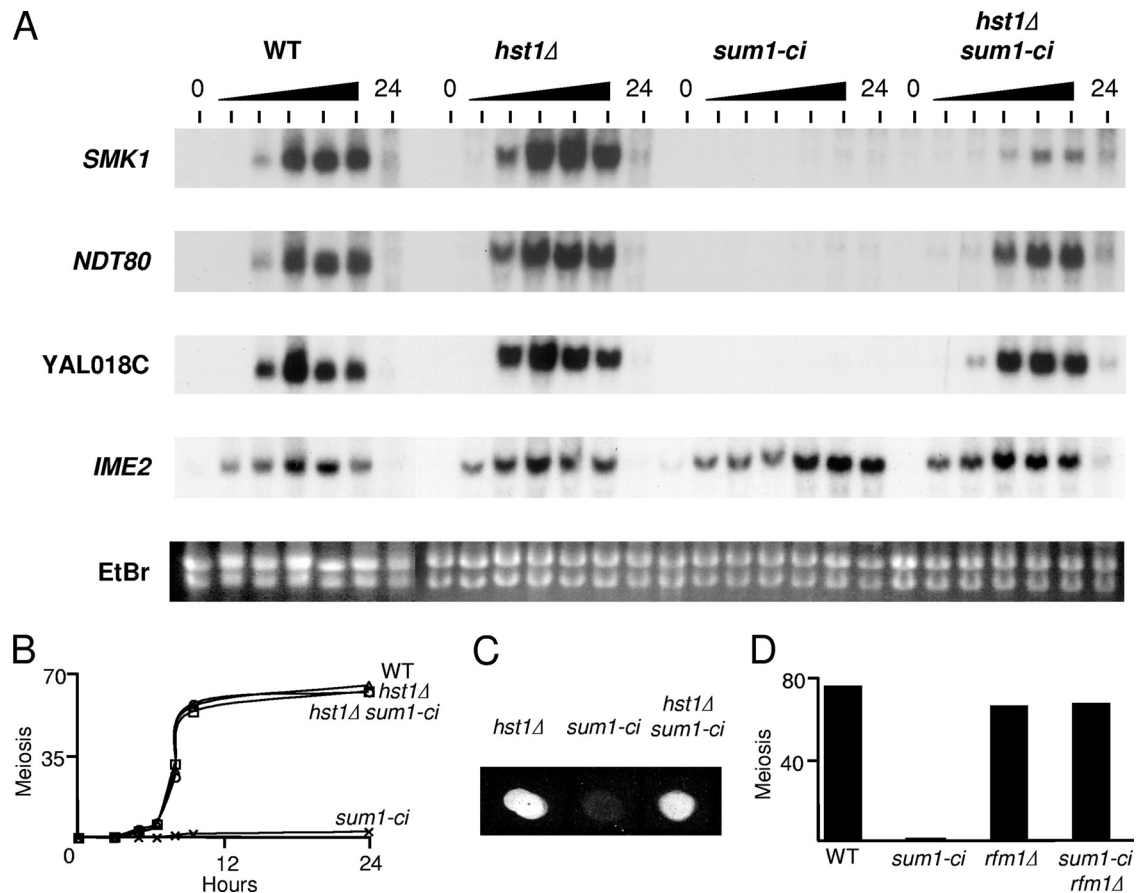 A
WT
hst1Δ
sum1-ci
hst1Δ
sum1-ci
0 24 0 24 0 24 0 24
SMK1
NDT80
YAL018C
IME2
EtBr
B
70
35
0
12
24
Meiosis
Hours
WT
hst1Δ
hst1Δ sum1-ci
sum1-ci
C
hst1Δ
sum1-ci
hst1Δ
sum1-ci
D
80
40
Meiosis
WT
sum1-ci
rfm1Δ
sum1-ci
rfm1Δ